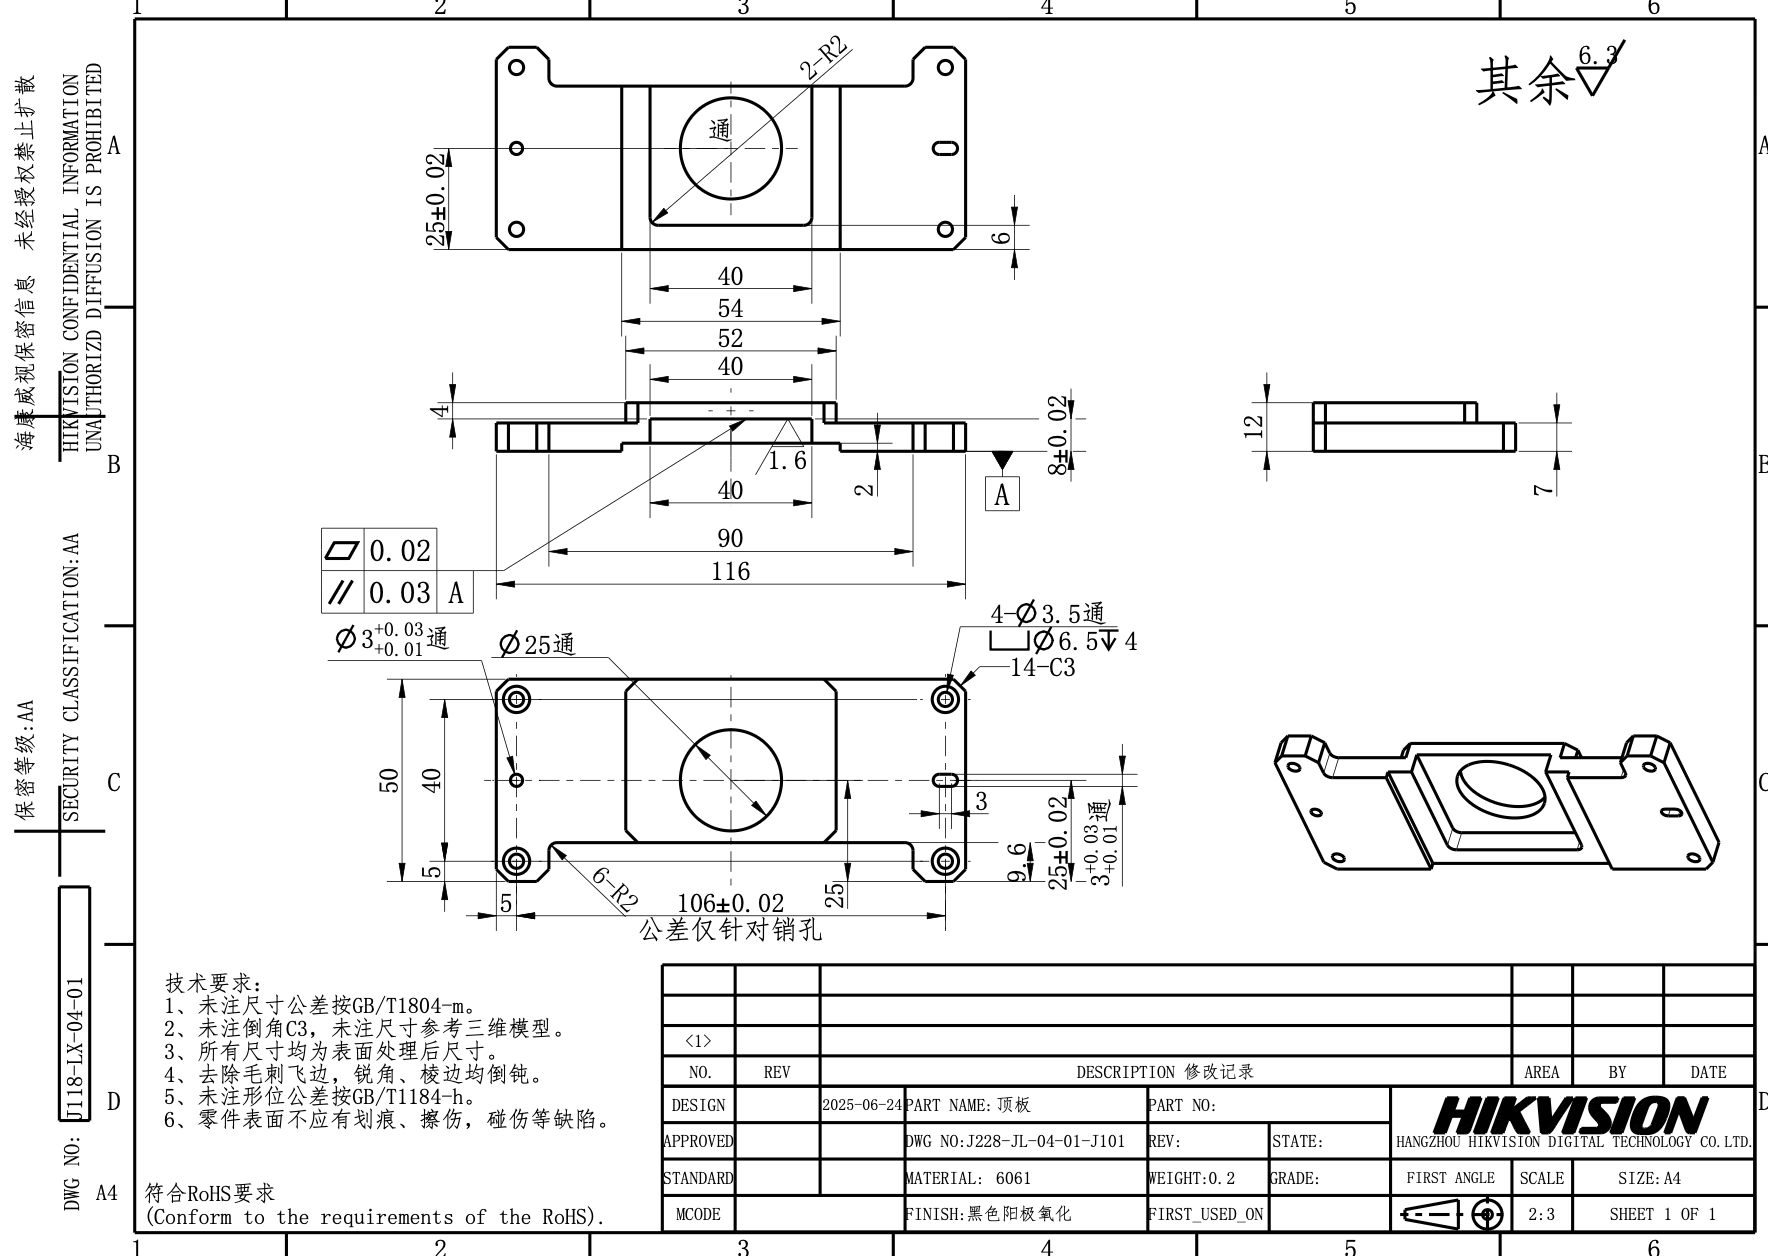 1 2 3 4 5 6
其余 6.3
海康威视保密信息 未经授权禁止扩散
HIKVISION CONFIDENTIAL INFORMATION
UNAUTHORIZD DIFFUSION IS PROHIBITED
保密等级:AA
SECURITY CLASSIFICATION:AA
DWG NO: J118-LX-04-01
A4
A
B
C
D
A
B
C
D
2-R2
通
25±0.02
6
40
54
52
40
4
1.6
2
8±0.02
A
40
90
116
12
7
0.02
// 0.03 A
Ø3+0.03+0.01通
Ø25通
4-Ø3.5通
⌴Ø6.5↧4
14-C3
50
40
5
5
6-R2
106±0.02
公差仅针对销孔
25
9.6
25±0.02
3
3+0.03+0.01通
技术要求:
1、未注尺寸公差按GB/T1804-m。
2、未注倒角C3，未注尺寸参考三维模型。
3、所有尺寸均为表面处理后尺寸。
4、去除毛刺飞边，锐角、棱边均倒钝。
5、未注形位公差按GB/T1184-h。
6、零件表面不应有划痕、擦伤，碰伤等缺陷。
符合RoHS要求
(Conform to the requirements of the RoHS).
<1>
NO. REV DESCRIPTION 修改记录 AREA BY DATE
DESIGN 2025-06-24 PART NAME:顶板 PART NO:
HIKVISION
APPROVED DWG NO:J228-JL-04-01-J101 REV: STATE: HANGZHOU HIKVISION DIGITAL TECHNOLOGY CO.LTD.
STANDARD MATERIAL: 6061 WEIGHT:0.2 GRADE: FIRST ANGLE SCALE SIZE:A4
MCODE FINISH:黑色阳极氧化 FIRST_USED_ON 2:3 SHEET 1 OF 1
1 2 3 4 5 6